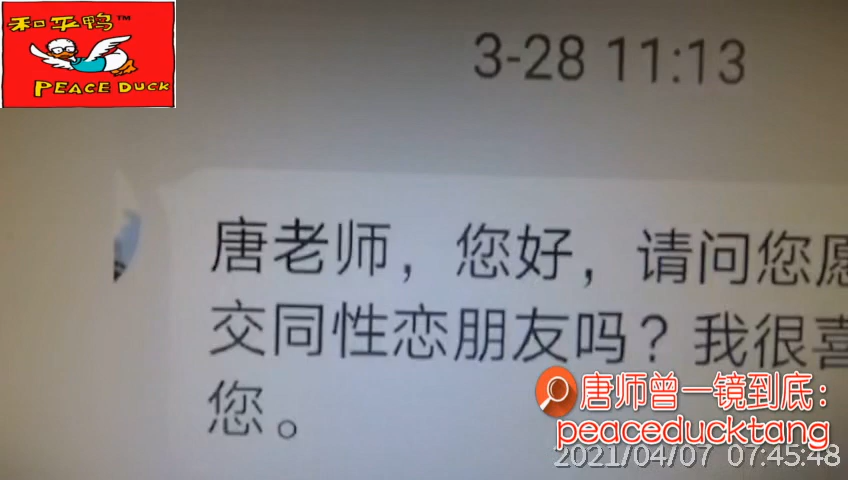 和平鸭™
PEACE DUCK
3-28 11:13
唐老师，您好，请问您愿
交同性恋朋友吗？我很喜
您。
唐师曾一镜到底：
peaceducktang
2021/04/07 07:45:48